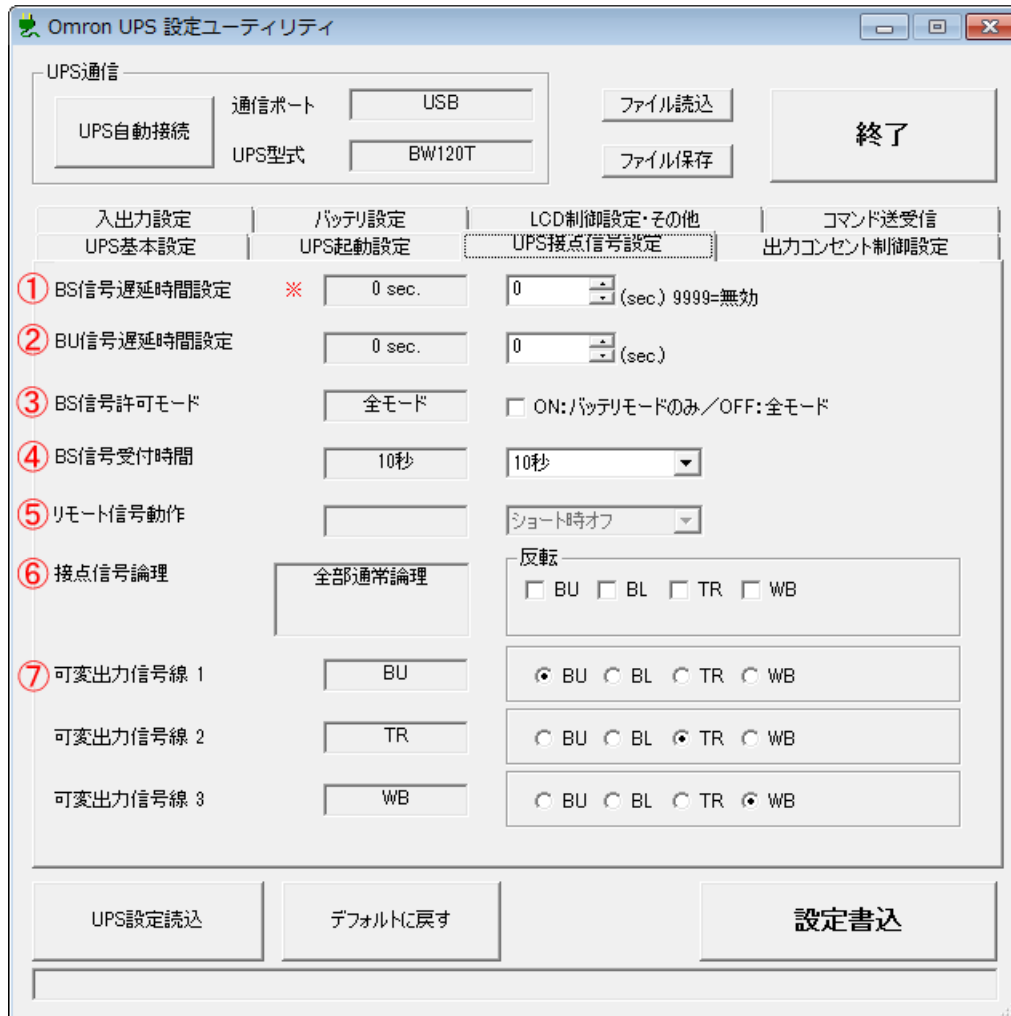 Omron UPS 設定ユーティリティ
UPS通信
UPS自動接続
通信ポート USB
UPS型式 BW120T
ファイル読込
ファイル保存
終了
入出力設定 バッテリ設定 LCD制御設定・その他 コマンド送受信
UPS基本設定 UPS起動設定 UPS接点信号設定 出力コンセント制御設定
① BS信号遅延時間設定 ※ 0 sec. 0 (sec.) 9999=無効
② BU信号遅延時間設定 0 sec. 0 (sec.)
③ BS信号許可モード 全モード ON:バッテリモードのみ/OFF:全モード
④ BS信号受付時間 10秒 10秒
⑤ リモート信号動作 ショート時オフ
⑥ 接点信号論理 全部通常論理 反転
BU BL TR WB
⑦ 可変出力信号線 1 BU BU BL TR WB
可変出力信号線 2 TR BU BL TR WB
可変出力信号線 3 WB BU BL TR WB
UPS設定読込 デフォルトに戻す 設定書込